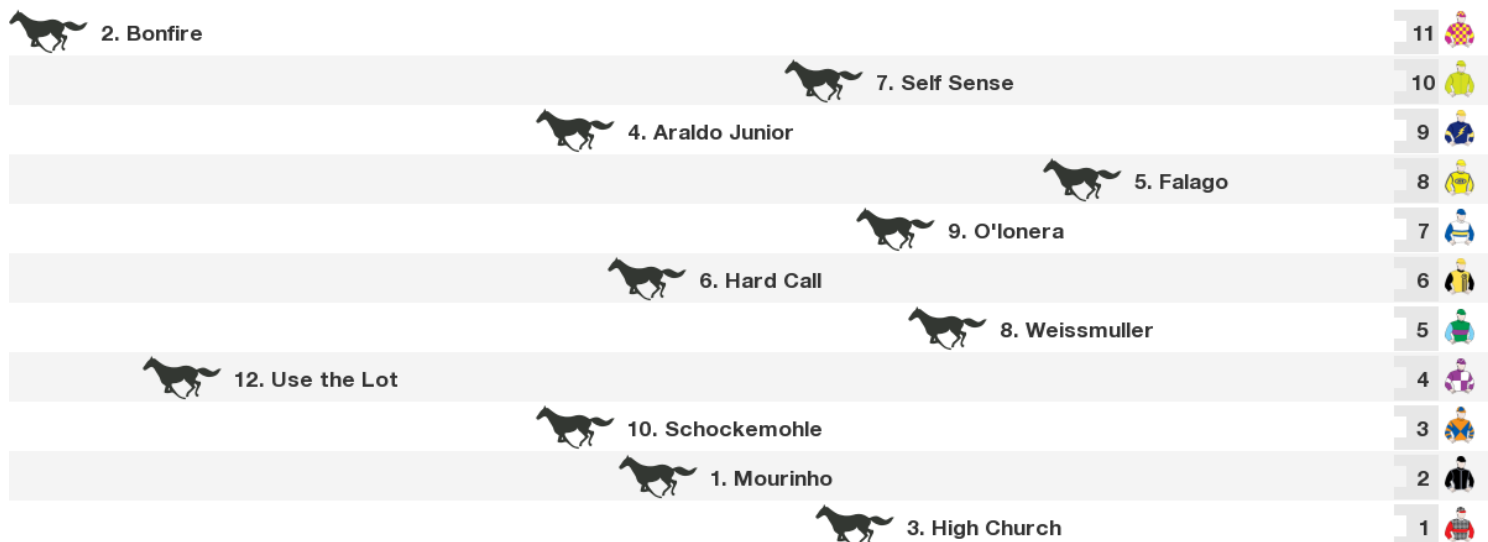 2. Bonfire 11
7. Self Sense 10
4. Araldo Junior 9
5. Falago 8
9. O'lonera 7
6. Hard Call 6
8. Weissmuller 5
12. Use the Lot 4
10. Schockemohle 3
1. Mourinho 2
3. High Church 1